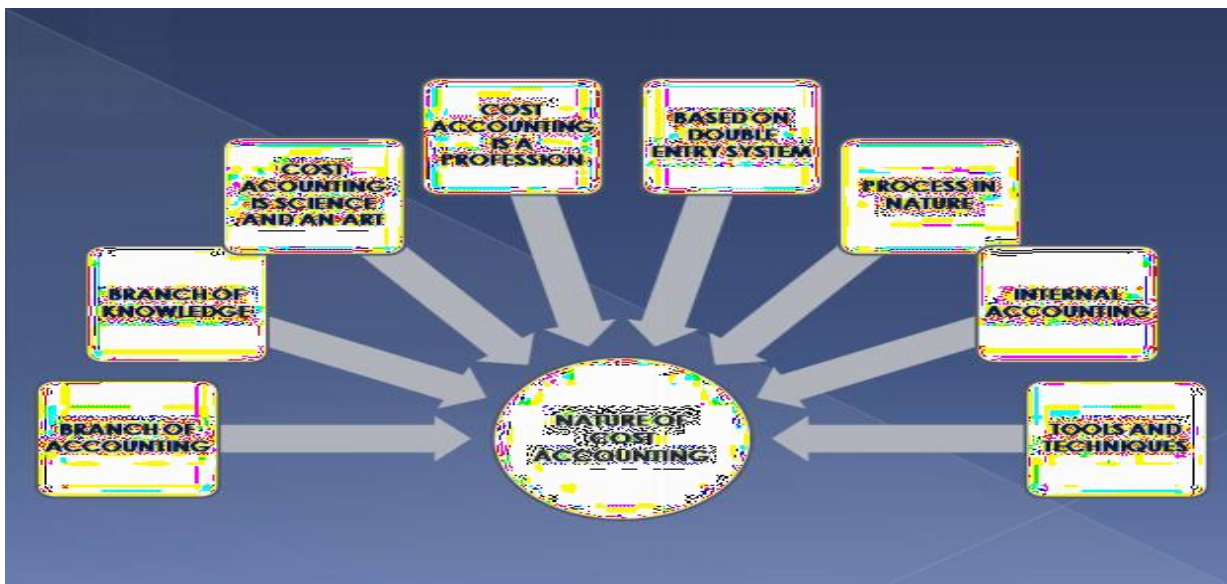 COST
ACCOUNTING
IS A
PROFESSION
BASED ON
DOUBLE
ENTRY SYSTEM
COST
ACOUNTING
IS SCIENCE
AND AN ART
PROCESS IN
NATURE
BRANCH OF
KNOWLEDGE
INTERNAL
ACCOUNTING
BRANCH OF
ACCOUNTING
NATURE OF
COST
ACCOUNTING
TOOLS AND
TECHNIQUES